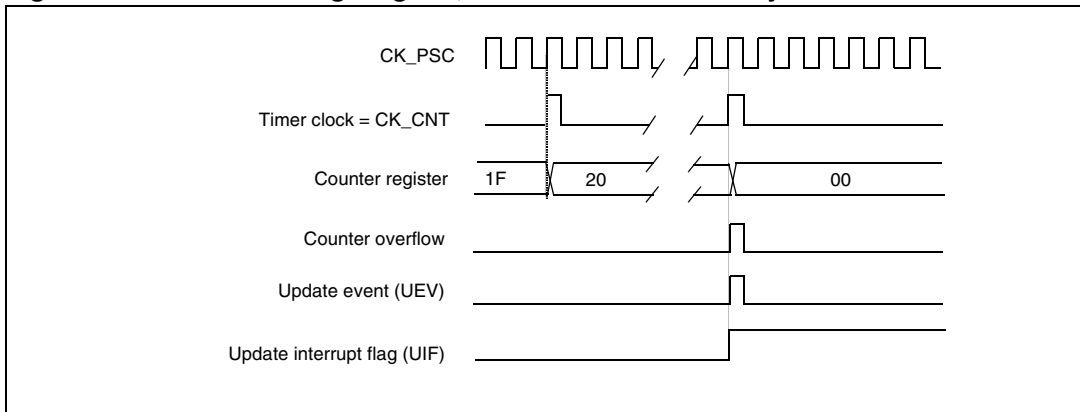 CK_PSC
Timer clock = CK_CNT
Counter register
1F
20
00
Counter overflow
Update event (UEV)
Update interrupt flag (UIF)